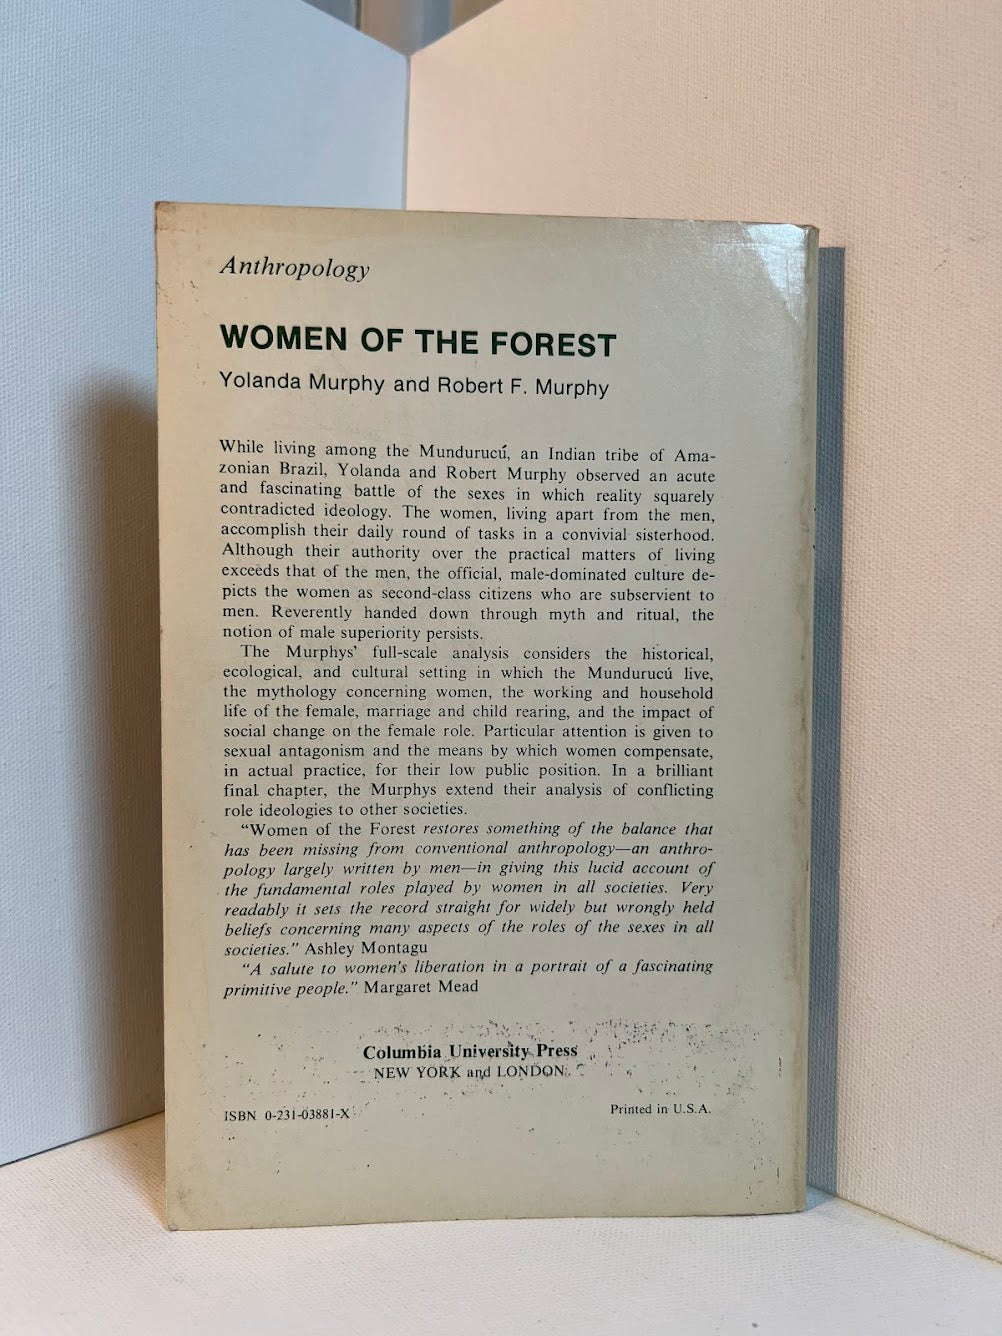 Anthropology
WOMEN OF THE FOREST
Yolanda Murphy and Robert F. Murphy
While living among the Mundurucú, an Indian tribe of Ama-
zonian Brazil, Yolanda and Robert Murphy observed an acute
and fascinating battle of the sexes in which reality squarely
contradicted ideology. The women, living apart from the men,
accomplish their daily round of tasks in a convivial sisterhood.
Although their authority over the practical matters of living
exceeds that of the men, the official, male-dominated culture de-
picts the women as second-class citizens who are subservient to
men. Reverently handed down through myth and ritual, the
notion of male superiority persists.
The Murphys' full-scale analysis considers the historical,
ecological, and cultural setting in which the Mundurucú live,
the mythology concerning women, the working and household
life of the female, marriage and child rearing, and the impact of
social change on the female role. Particular attention is given to
sexual antagonism and the means by which women compensate,
in actual practice, for their low public position. In a brilliant
final chapter, the Murphys extend their analysis of conflicting
role ideologies to other societies.
“Women of the Forest restores something of the balance that
has been missing from conventional anthropology—an anthro-
pology largely written by men—in giving this lucid account of
the fundamental roles played by women in all societies. Very
readably it sets the record straight for widely but wrongly held
beliefs concerning many aspects of the roles of the sexes in all
societies.” Ashley Montagu
“A salute to women's liberation in a portrait of a fascinating
primitive people.” Margaret Mead
Columbia University Press
NEW YORK and LONDON
ISBN 0-231-03881-X
Printed in U.S.A.